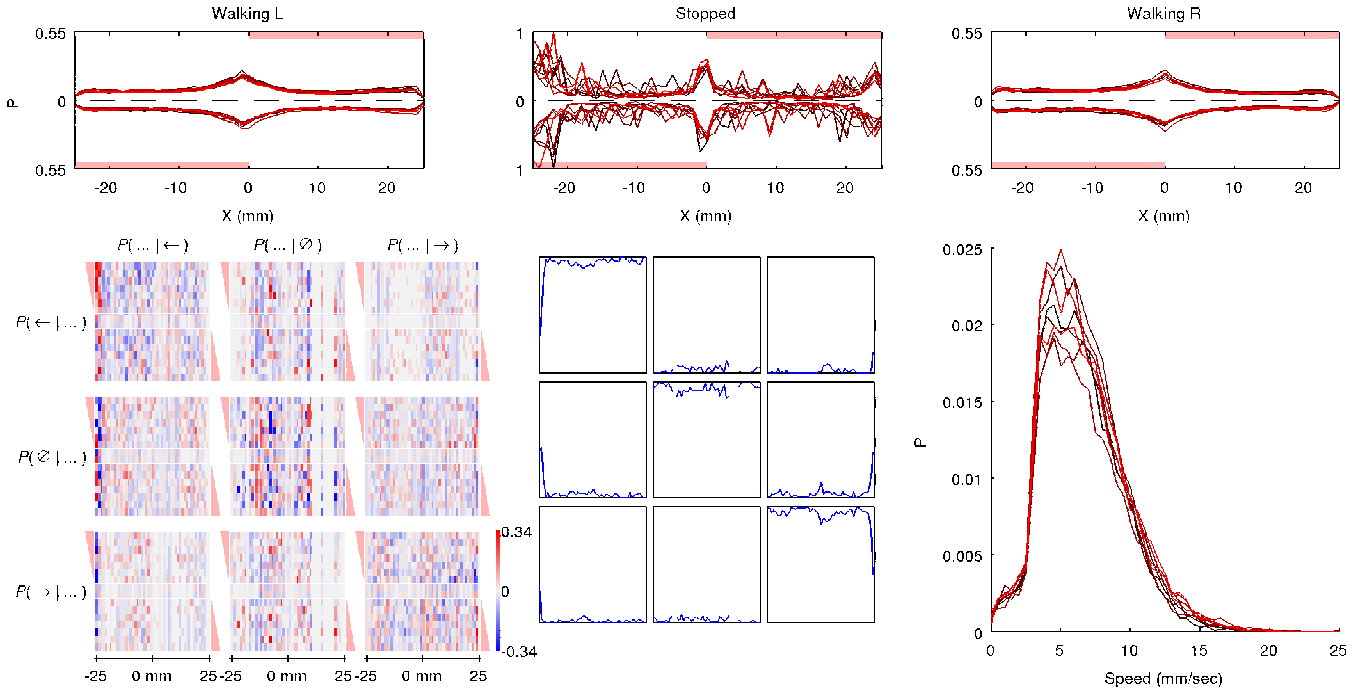 Walking L
Stopped
Walking R
0.55
0
0.55
P
-20
-10
0
10
20
X (mm)
1
0
1
-20
-10
0
10
20
X (mm)
0.55
0
0.55
-20
-10
0
10
20
X (mm)
P( ... | ← )
P( ... | ∅ )
P( ... | → )
P( ← | ... )
P( ∅ | ... )
P( → | ... )
0.34
0
-0.34
-25
0 mm
25
-25
0 mm
25
-25
0 mm
25
0.025
0.02
0.015
0.01
0.005
0
P
0
5
10
15
20
25
Speed (mm/sec)